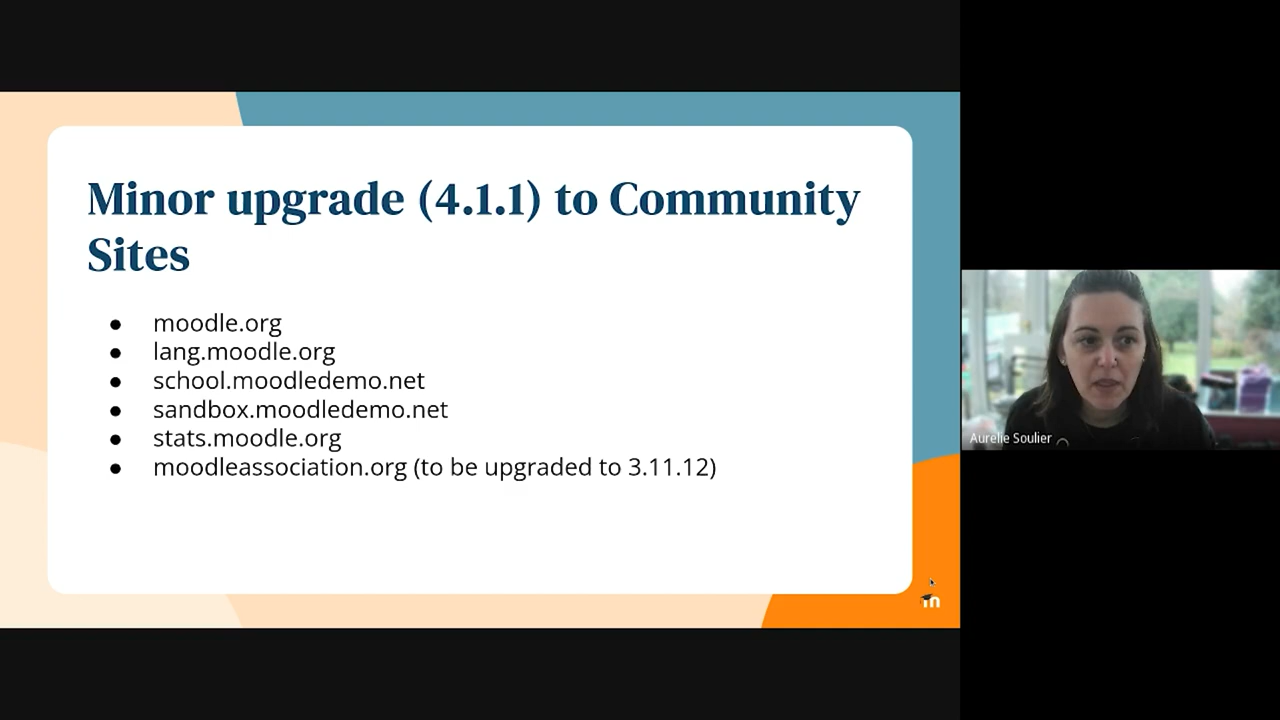 Minor upgrade (4.1.1) to Community
Sites
● moodle.org
● lang.moodle.org
● school.moodledemo.net
● sandbox.moodledemo.net
● stats.moodle.org
● moodleassociation.org (to be upgraded to 3.11.12)
Aurelie Soulier
m